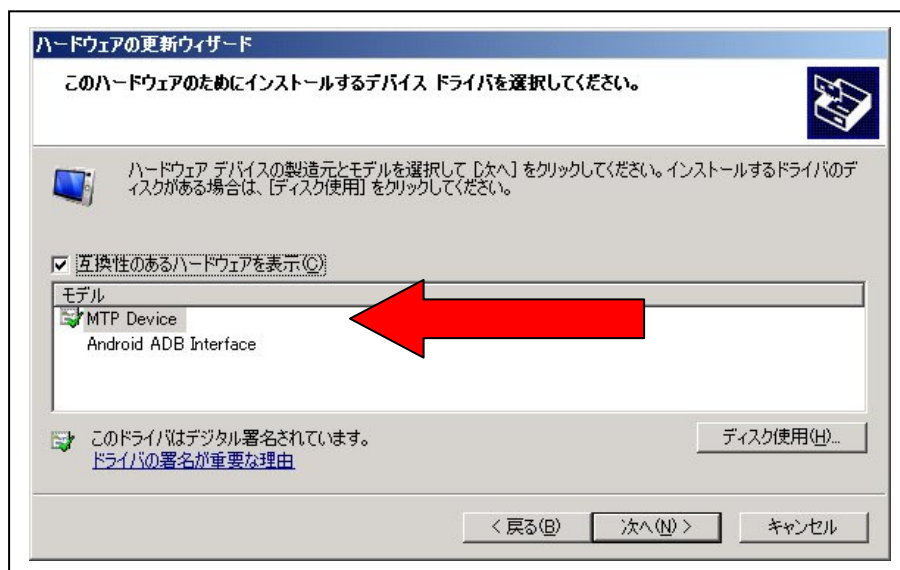 ハードウェアの更新ウィザード
このハードウェアのためにインストールするデバイス ドライバを選択してください。
ハードウェア デバイスの製造元とモデルを選択して [次へ] をクリックしてください。インストールするドライバのデ
ィスクがある場合は、[ディスク使用] をクリックしてください。
互換性のあるハードウェアを表示(C)
モデル
MTP Device
Android ADB Interface
このドライバはデジタル署名されています。
ディスク使用(H)...
ドライバの署名が重要な理由
< 戻る(B)
次へ(N) >
キャンセル